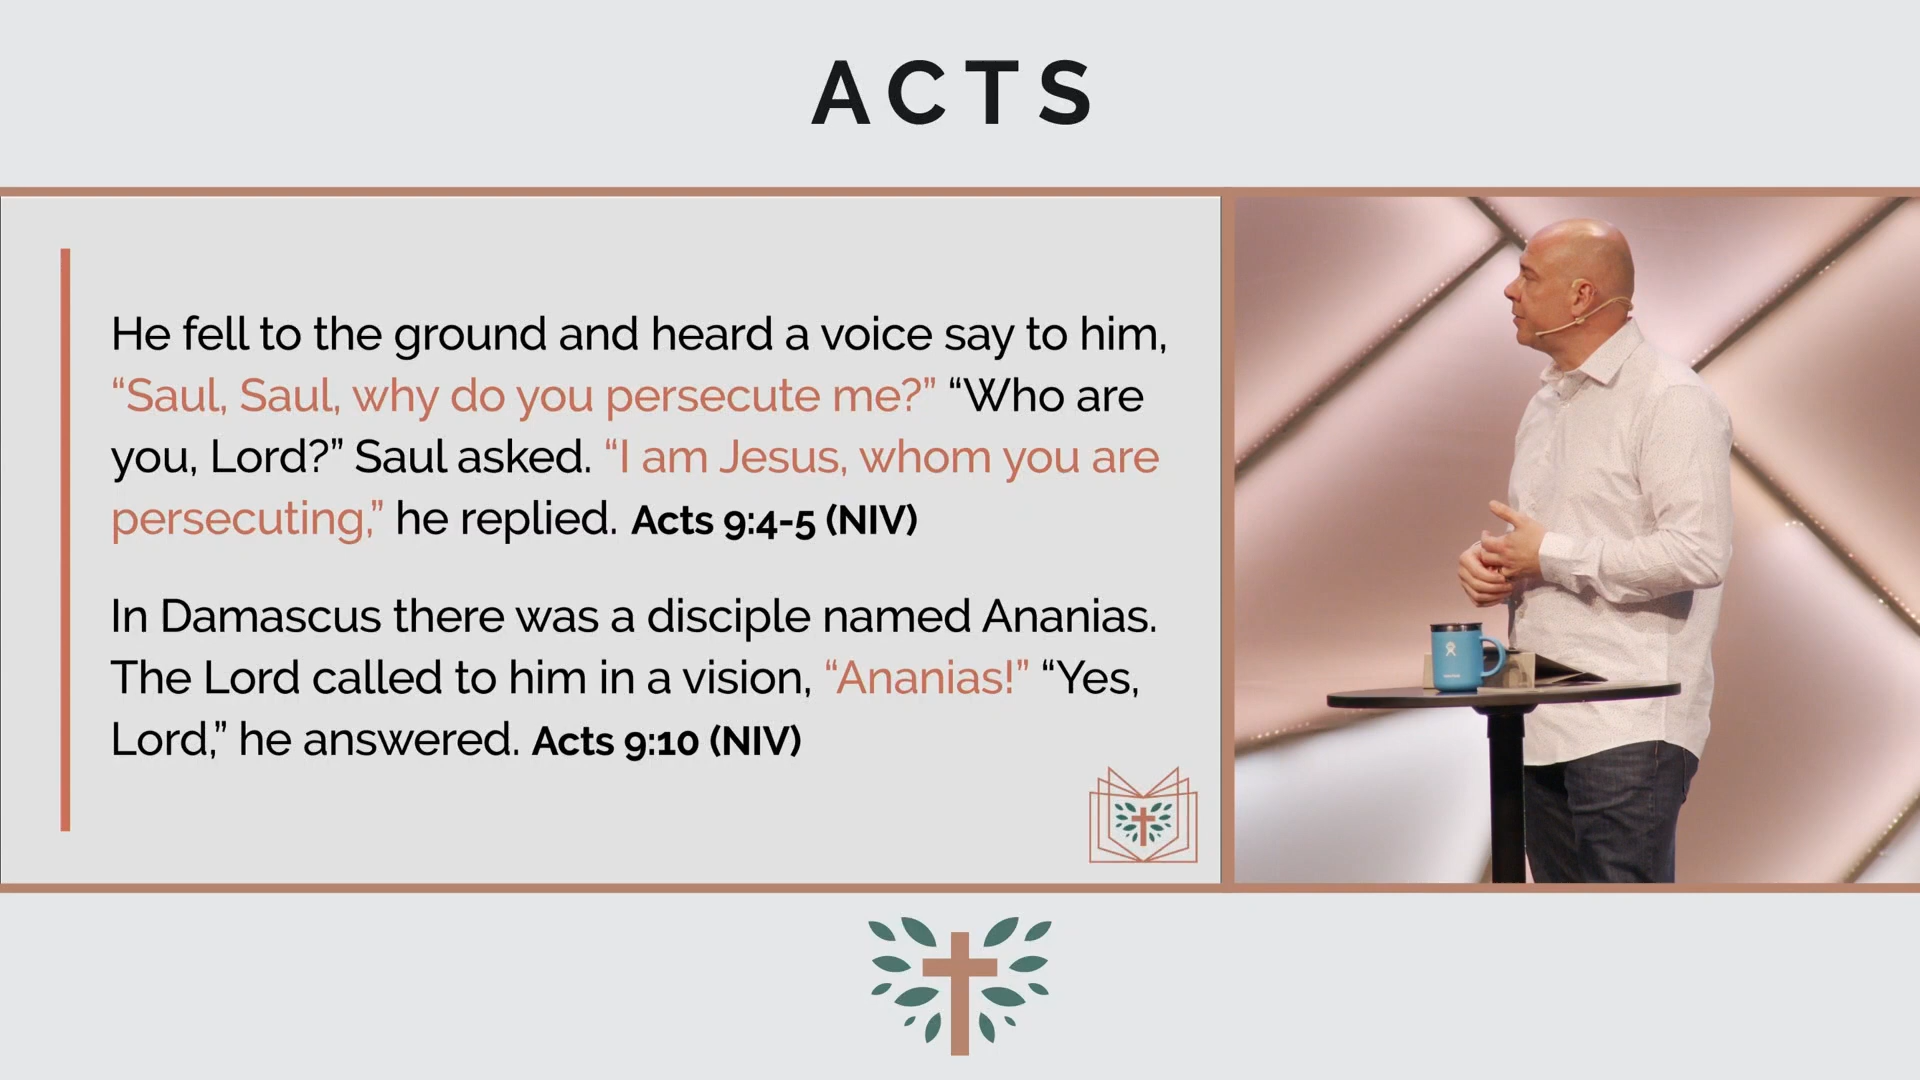 ACTS
He fell to the ground and heard a voice say to him,
“Saul, Saul, why do you persecute me?” “Who are
you, Lord?” Saul asked. “I am Jesus, whom you are
persecuting,” he replied. Acts 9:4-5 (NIV)
In Damascus there was a disciple named Ananias.
The Lord called to him in a vision, “Ananias!” “Yes,
Lord,” he answered. Acts 9:10 (NIV)